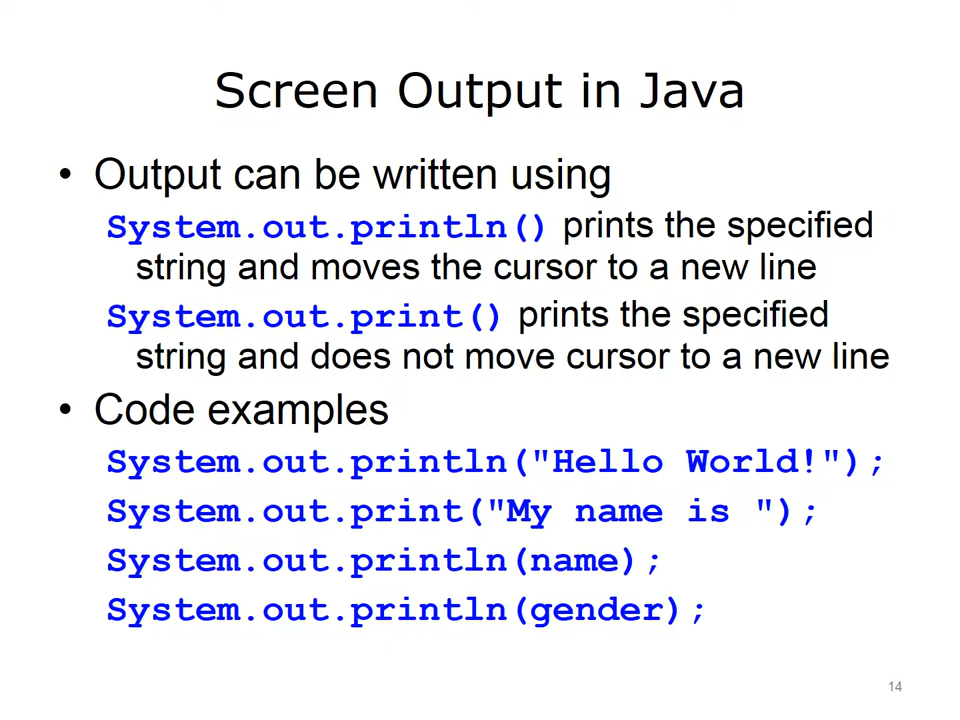 Screen Output in Java
• Output can be written using
System.out.println() prints the specified
string and moves the cursor to a new line
System.out.print() prints the specified
string and does not move cursor to a new line
• Code examples
System.out.println("Hello World!");
System.out.print("My name is ");
System.out.println(name);
System.out.println(gender);
14